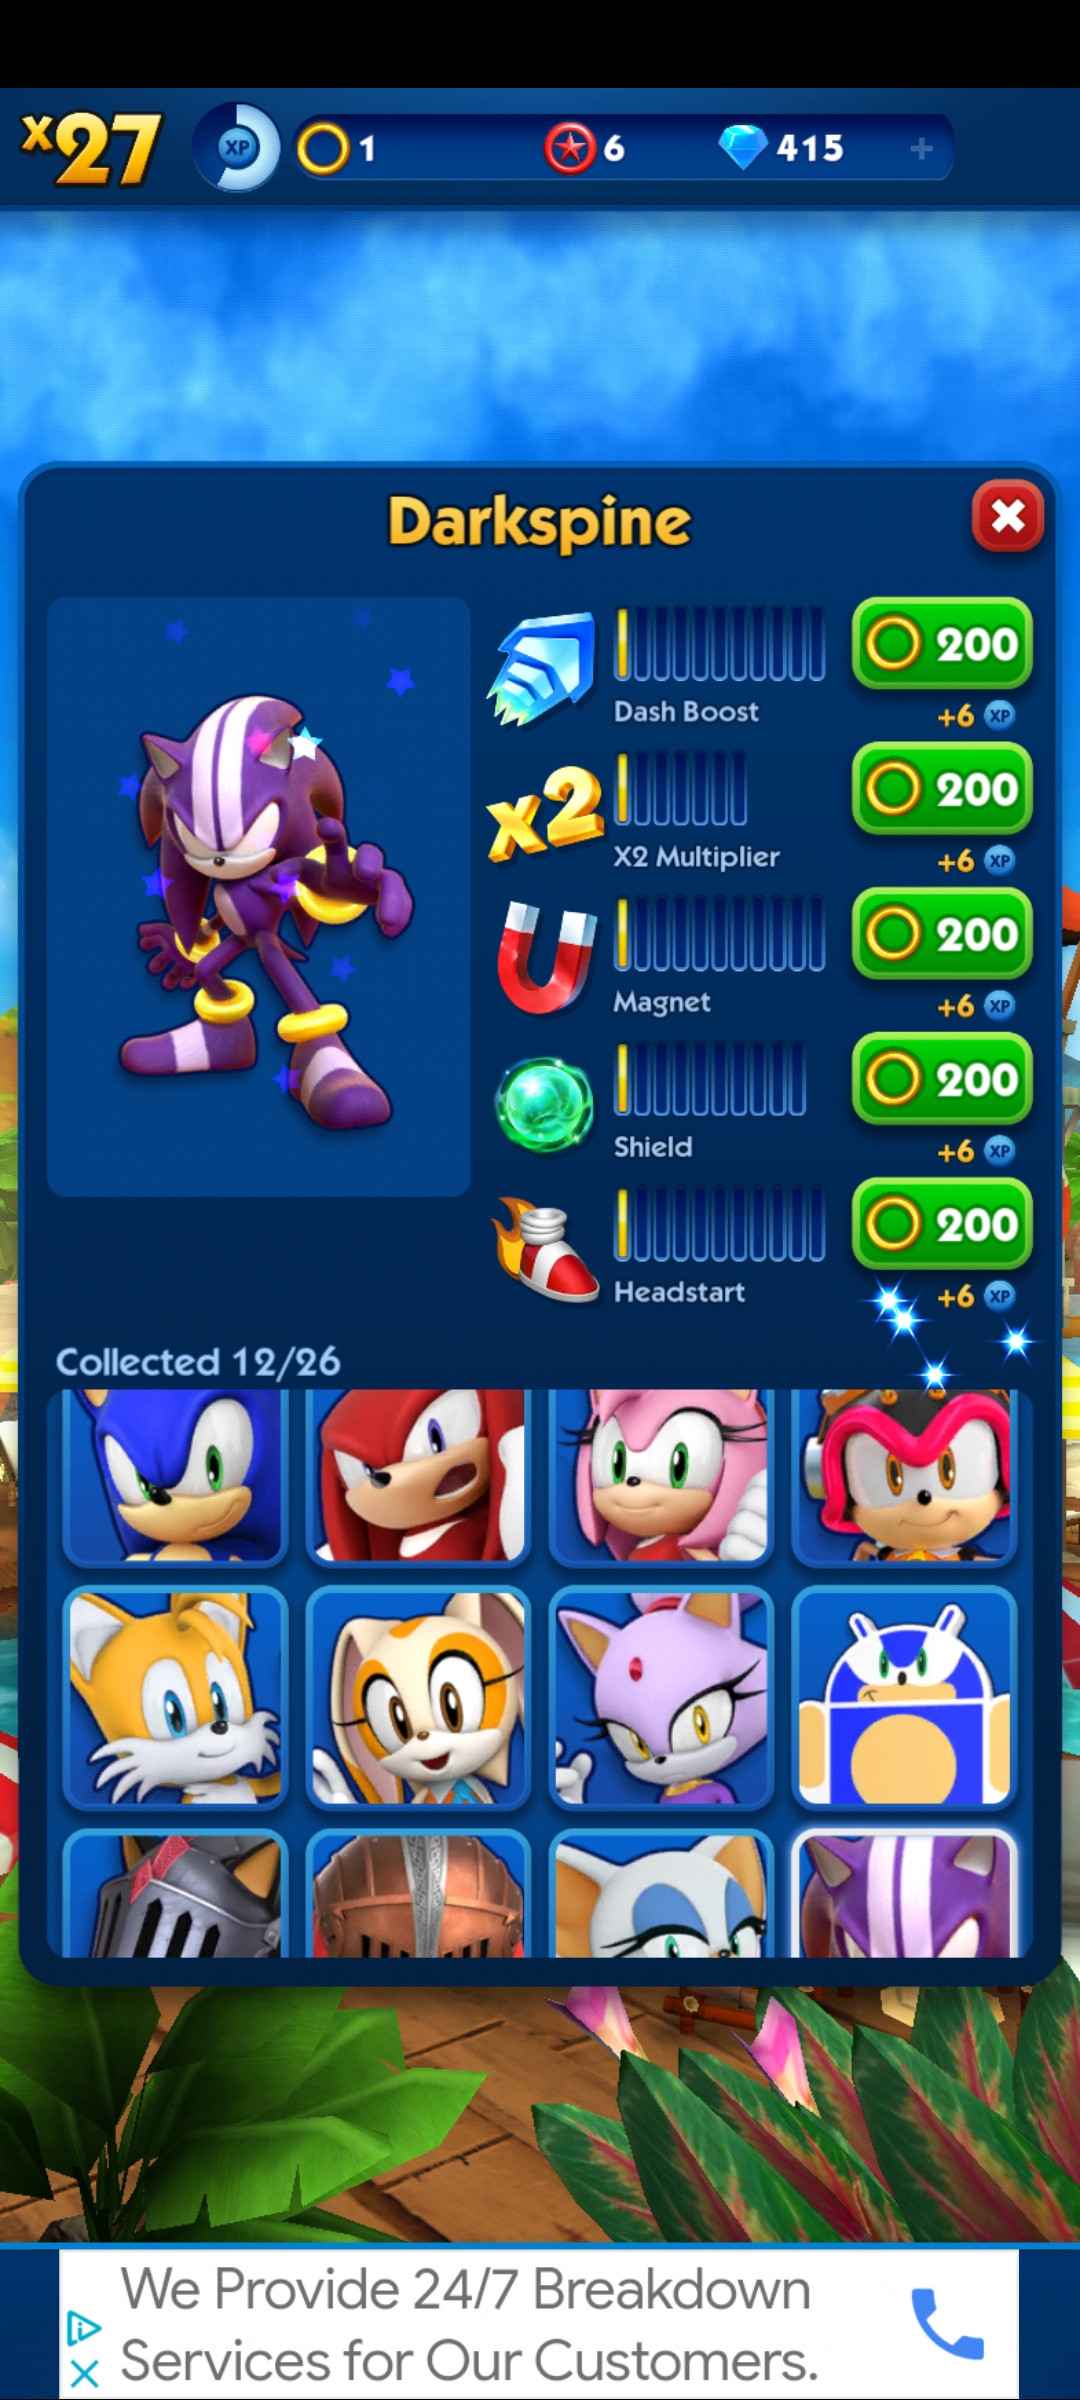 x27
XP
1
6
415
+
Darkspine
200
Dash Boost
+6 XP
x2
200
X2 Multiplier
+6 XP
200
Magnet
+6 XP
200
Shield
+6 XP
200
Headstart
+6 XP
Collected 12/26
We Provide 24/7 Breakdown
Services for Our Customers.